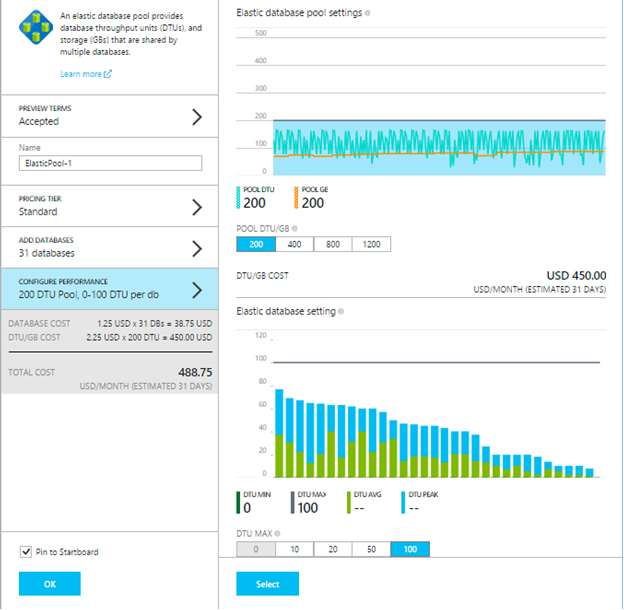 An elastic database pool provides
database throughput units (DTUs), and
storage (GBs) that are shared by
multiple databases.
Learn more
PREVIEW TERMS
Accepted
Name
ElasticPool-1
PRICING TIER
Standard
ADD DATABASES
31 databases
CONFIGURE PERFORMANCE
200 DTU Pool, 0-100 DTU per db
DATABASE COST 1.25 USD x 31 DBs = 38.75 USD
DTU/GB COST 2.25 USD x 200 DTU = 450.00 USD
TOTAL COST 488.75
USD/MONTH (ESTIMATED 31 DAYS)
Pin to Startboard
OK
Elastic database pool settings
500
400
300
200
100
0
POOL DTU POOL GB
200 200
POOL DTU/GB
200 400 800 1200
DTU/GB COST USD 450.00
USD/MONTH (ESTIMATED 31 DAYS)
Elastic database setting
120
100
80
60
40
20
0
DTU MIN DTU MAX DTU AVG DTU PEAK
0 100 -- --
DTU MAX
0 10 20 50 100
Select